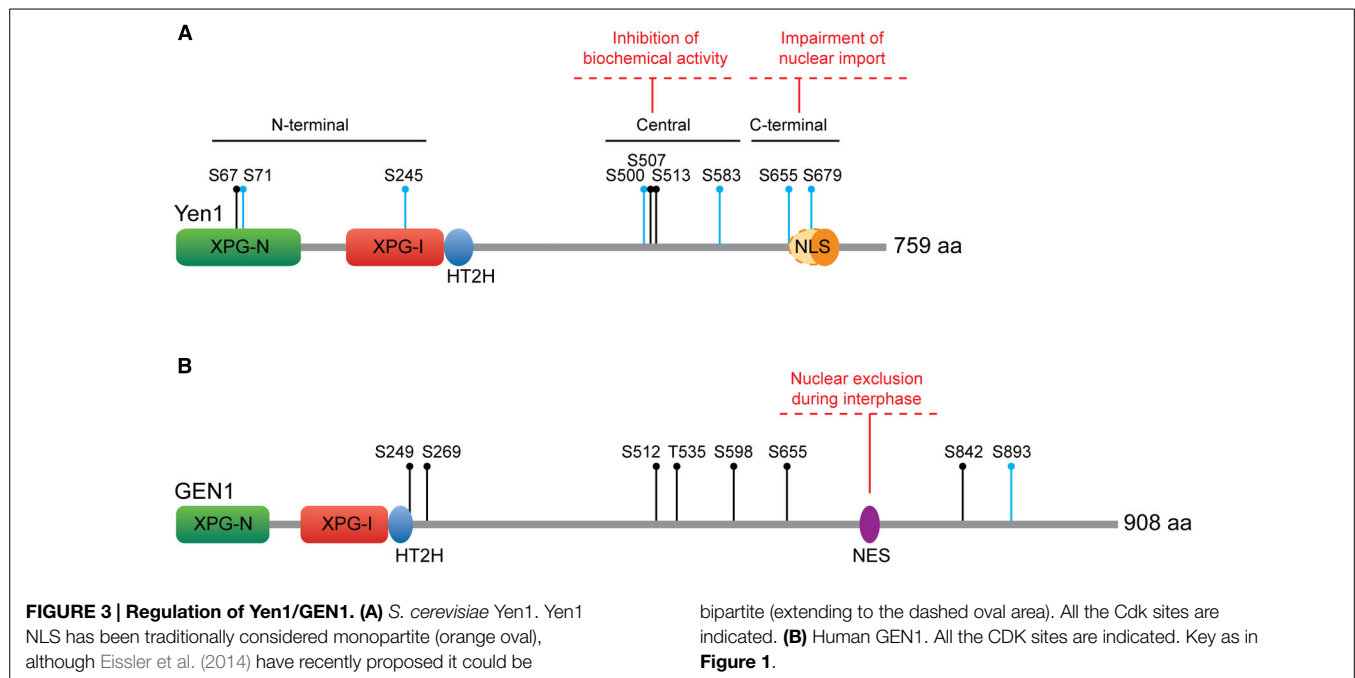 A
Inhibition of
biochemical activity
Impairment of
nuclear import
N-terminal
Central
C-terminal
S67
S71
S245
S507
S500
S513
S583
S655
S679
Yen1
XPG-N
XPG-I
HT2H
NLS
759 aa
B
Nuclear exclusion
during interphase
S249
S269
S512
T535
S598
S655
S842
S893
GEN1
XPG-N
XPG-I
HT2H
NES
908 aa
FIGURE 3 | Regulation of Yen1/GEN1. (A) S. cerevisiae Yen1. Yen1
NLS has been traditionally considered monopartite (orange oval),
although Eissler et al. (2014) have recently proposed it could be
bipartite (extending to the dashed oval area). All the Cdk sites are
indicated. (B) Human GEN1. All the CDK sites are indicated. Key as in
Figure 1.